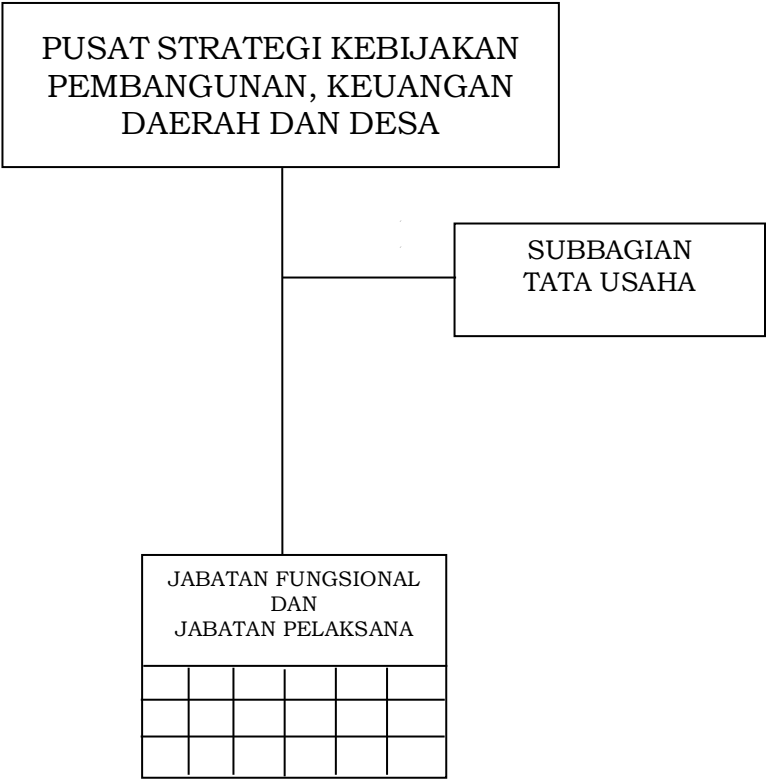 PUSAT STRATEGI KEBIJAKAN
PEMBANGUNAN, KEUANGAN
DAERAH DAN DESA
SUBBAGIAN
TATA USAHA
JABATAN FUNGSIONAL
DAN
JABATAN PELAKSANA